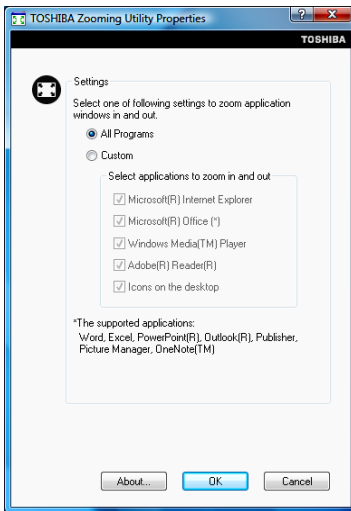 TOSHIBA Zooming Utility Properties
TOSHIBA
Settings
Select one of following settings to zoom application
windows in and out.
All Programs
Custom
Select applications to zoom in and out
Microsoft(R) Internet Explorer
Microsoft(R) Office (*)
Windows Media(TM) Player
Adobe(R) Reader(R)
Icons on the desktop
*The supported applications:
Word, Excel, PowerPoint(R), Outlook(R), Publisher,
Picture Manager, OneNote(TM)
About... OK Cancel